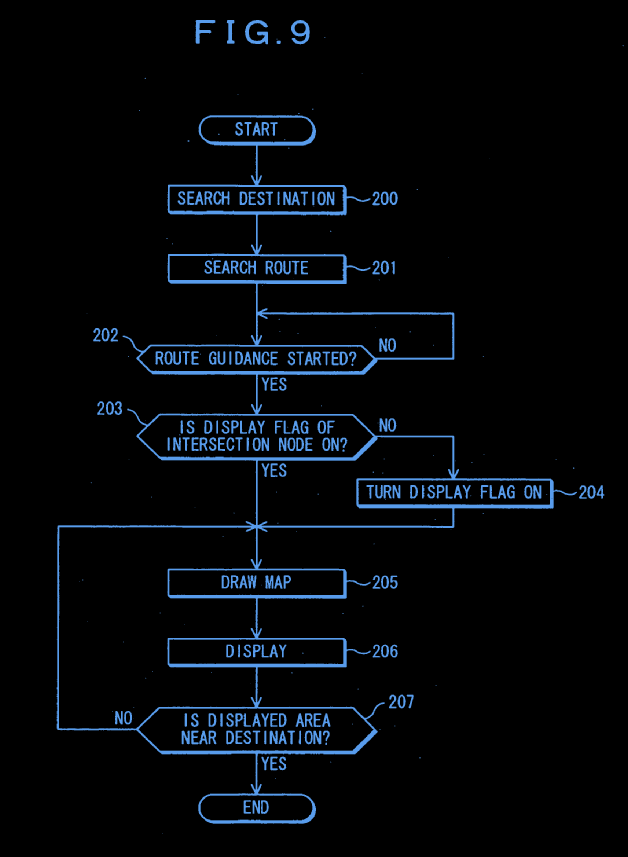 FIG.9
START
SEARCH DESTINATION
200
SEARCH ROUTE
201
202
ROUTE GUIDANCE STARTED?
NO
YES
203
IS DISPLAY FLAG OF
INTERSECTION NODE ON?
NO
YES
TURN DISPLAY FLAG ON
204
DRAW MAP
205
DISPLAY
206
207
IS DISPLAYED AREA
NEAR DESTINATION?
NO
YES
END